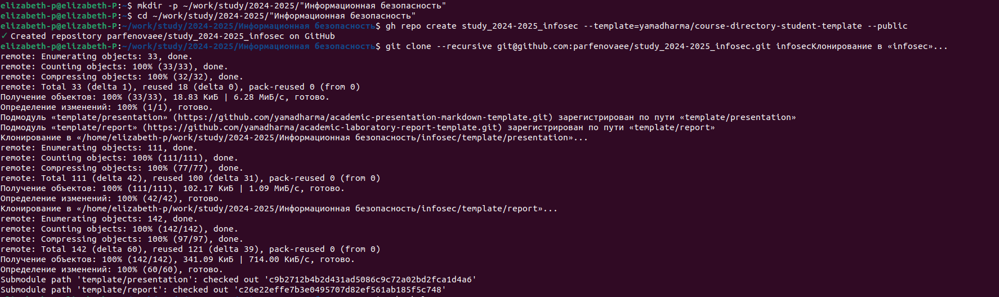 elizabeth-p@elizabeth-P:~$ mkdir -p ~/work/study/2024-2025/"Информационная безопасность"
elizabeth-p@elizabeth-P:~$ cd ~/work/study/2024-2025/"Информационная безопасность"
elizabeth-p@elizabeth-P:~/work/study/2024-2025/Информационная безопасность$ gh repo create study_2024-2025_infosec --template=yamadharma/course-directory-student-template --public
✓ Created repository parfenovaee/study_2024-2025_infosec on GitHub
elizabeth-p@elizabeth-P:~/work/study/2024-2025/Информационная безопасность$ git clone --recursive git@github.com:parfenovaee/study_2024-2025_infosec.git infosecКлонирование в «infosec»...
remote: Enumerating objects: 33, done.
remote: Counting objects: 100% (33/33), done.
remote: Compressing objects: 100% (32/32), done.
remote: Total 33 (delta 1), reused 18 (delta 0), pack-reused 0 (from 0)
Получение объектов: 100% (33/33), 18.83 КиБ | 6.28 МиБ/с, готово.
Определение изменений: 100% (1/1), готово.
Подмодуль «template/presentation» (https://github.com/yamadharma/academic-presentation-markdown-template.git) зарегистрирован по пути «template/presentation»
Подмодуль «template/report» (https://github.com/yamadharma/academic-laboratory-report-template.git) зарегистрирован по пути «template/report»
Клонирование в «/home/elizabeth-p/work/study/2024-2025/Информационная безопасность/infosec/template/presentation»...
remote: Enumerating objects: 111, done.
remote: Counting objects: 100% (111/111), done.
remote: Compressing objects: 100% (77/77), done.
remote: Total 111 (delta 42), reused 100 (delta 31), pack-reused 0 (from 0)
Получение объектов: 100% (111/111), 102.17 КиБ | 1.09 МиБ/с, готово.
Определение изменений: 100% (42/42), готово.
Клонирование в «/home/elizabeth-p/work/study/2024-2025/Информационная безопасность/infosec/template/report»...
remote: Enumerating objects: 142, done.
remote: Counting objects: 100% (142/142), done.
remote: Compressing objects: 100% (97/97), done.
remote: Total 142 (delta 60), reused 121 (delta 39), pack-reused 0 (from 0)
Получение объектов: 100% (142/142), 341.09 КиБ | 714.00 КиБ/с, готово.
Определение изменений: 100% (60/60), готово.
Submodule path 'template/presentation': checked out 'c9b2712b4b2d431ad5086c9c72a02bd2fca1d4a6'
Submodule path 'template/report': checked out 'c26e22effe7b3e0495707d82ef561ab185f5c748'